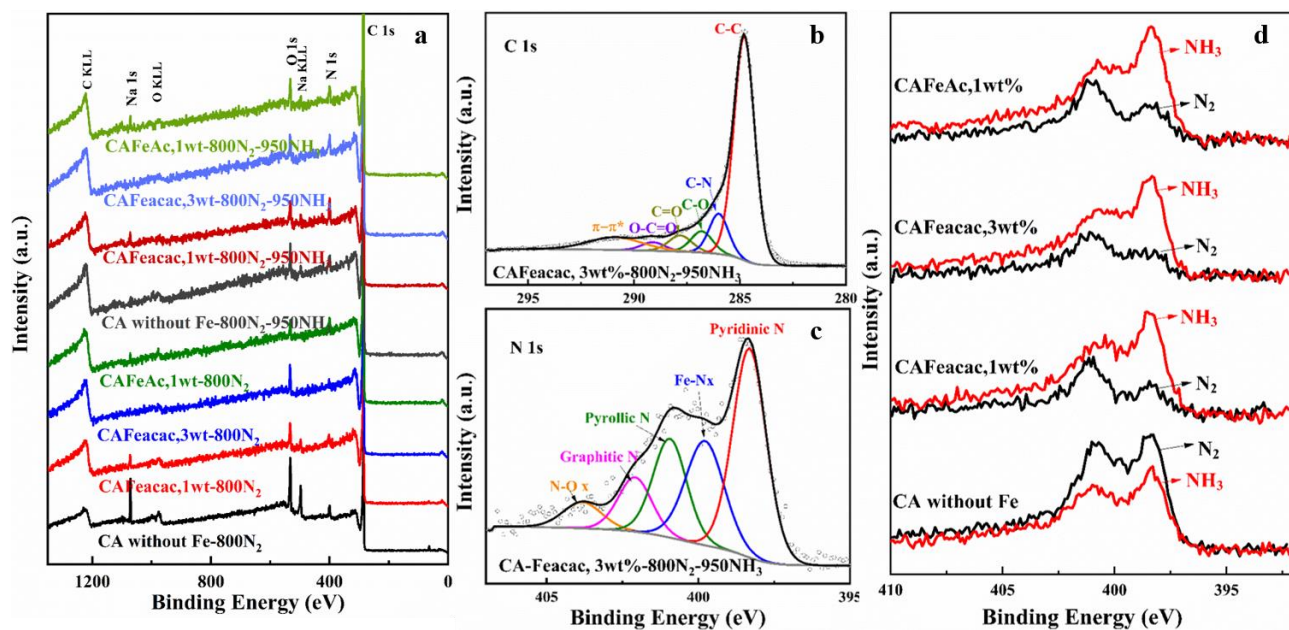 a
C 1s
C KLL
Na 1s
O KLL
O 1s
Na KLL
N 1s
CAFeAc,1wt-800N₂-950NH₃
CAFeacac,3wt-800N₂-950NH₃
CAFeacac,1wt-800N₂-950NH₃
CA without Fe-800N₂-950NH₃
CAFeAc,1wt-800N₂
CAFeacac,3wt-800N₂
CAFeacac,1wt-800N₂
CA without Fe-800N₂
Intensity (a.u.)
1200 800 400 0
Binding Energy (eV)
b
C 1s
C-C
C-N
C-O
C=O
O-C=O
π−π*
CAFeacac, 3wt%-800N₂-950NH₃
Intensity (a.u.)
295 290 285 280
c
N 1s
Pyridinic N
Fe-Nx
Pyrollic N
Graphitic N
N-O x
CA-Feacac, 3wt%-800N₂-950NH₃
Intensity (a.u.)
405 400 395
Binding Energy (eV)
d
CAFeAc,1wt%
NH₃
N₂
CAFeacac,3wt%
NH₃
N₂
CAFeacac,1wt%
NH₃
N₂
CA without Fe
N₂
NH₃
Intensity (a.u.)
410 405 400 395
Binding Energy (eV)